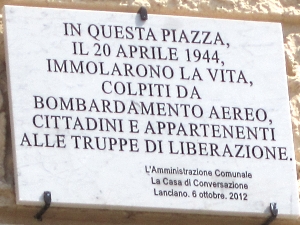 IN QUESTA PIAZZA,
IL 20 APRILE 1944,
IMMOLARONO LA VITA,
COLPITI DA
BOMBARDAMENTO AEREO,
CITTADINI E APPARTENENTI
ALLE TRUPPE DI LIBERAZIONE.
L'Amministrazione Comunale
La Casa di Conversazione
Lanciano. 6 ottobre. 2012